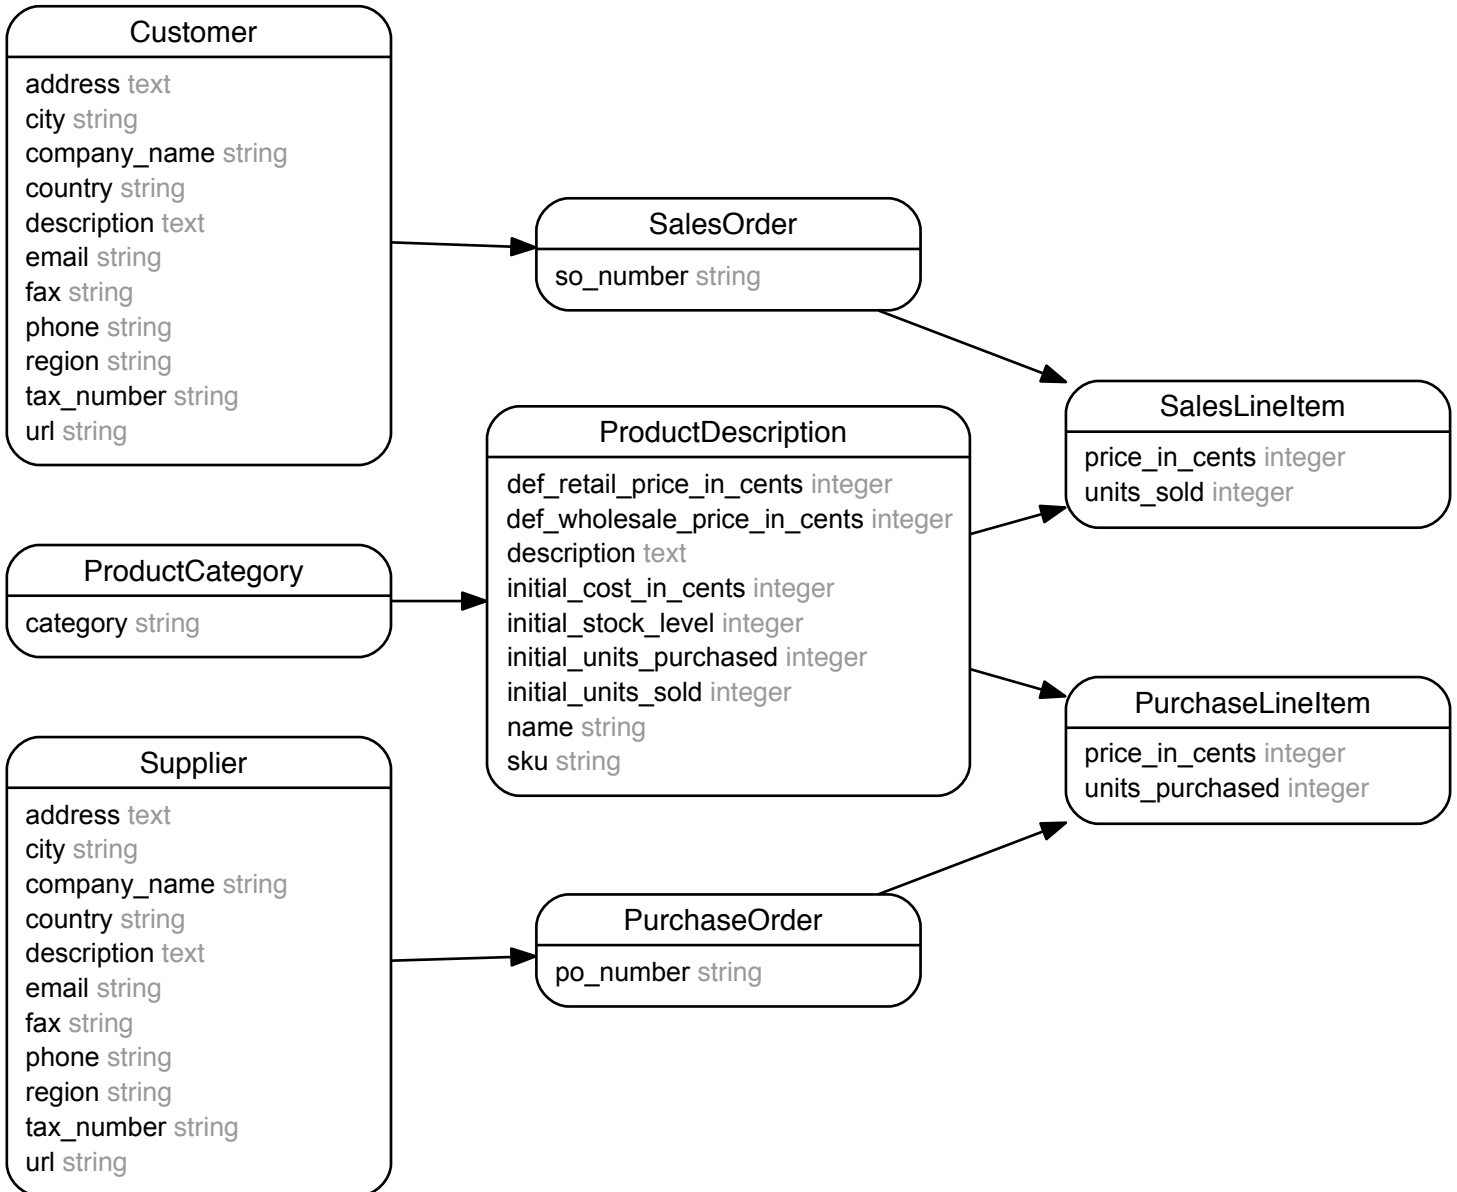 Customer
address text
city string
company_name string
country string
description text
email string
fax string
phone string
region string
tax_number string
url string
SalesOrder
so_number string
SalesLineItem
price_in_cents integer
units_sold integer
ProductCategory
category string
ProductDescription
def_retail_price_in_cents integer
def_wholesale_price_in_cents integer
description text
initial_cost_in_cents integer
initial_stock_level integer
initial_units_purchased integer
initial_units_sold integer
name string
sku string
PurchaseLineItem
price_in_cents integer
units_purchased integer
Supplier
address text
city string
company_name string
country string
description text
email string
fax string
phone string
region string
tax_number string
url string
PurchaseOrder
po_number string